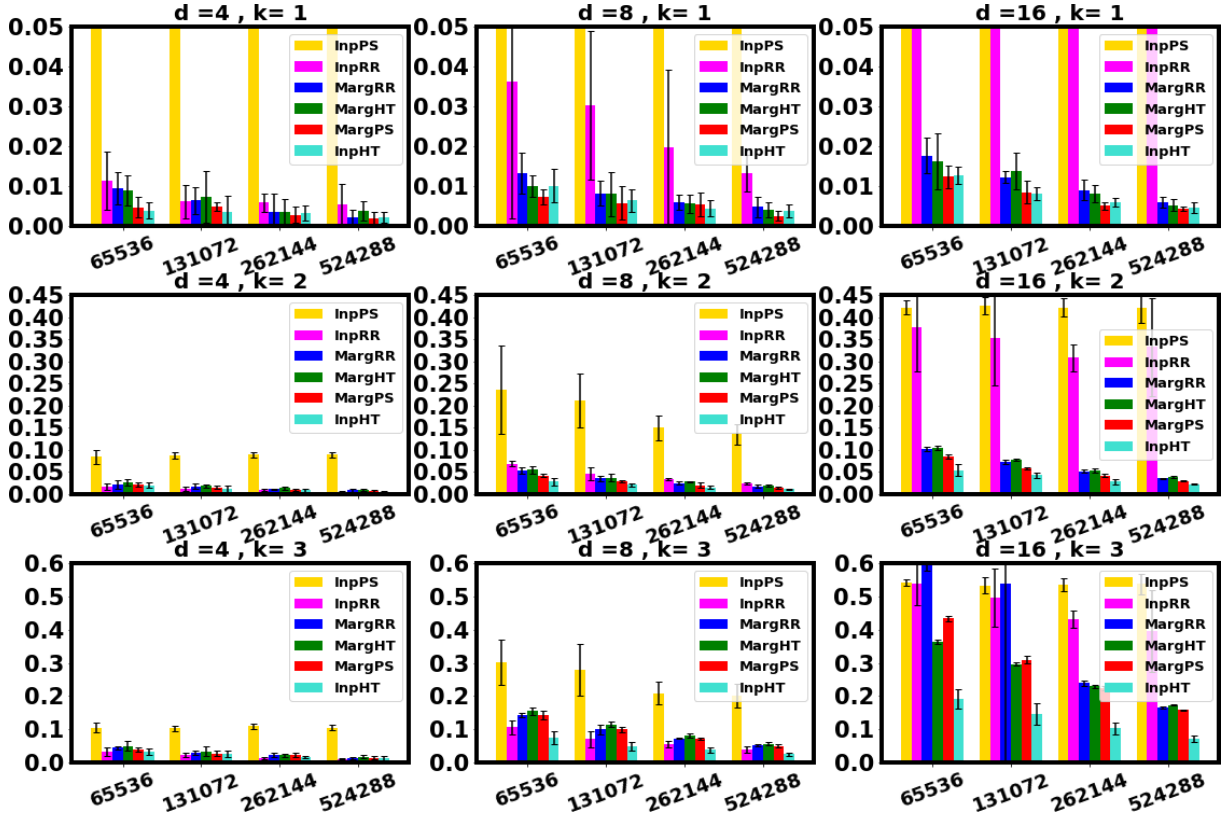 d =4 , k= 1
0.05
0.04
0.03
0.02
0.01
0.00
InpPS
InpRR
MargRR
MargHT
MargPS
InpHT
65536
131072
262144
524288
d =8 , k= 1
0.05
0.04
0.03
0.02
0.01
0.00
InpPS
InpRR
MargRR
MargHT
MargPS
InpHT
65536
131072
262144
524288
d =16 , k= 1
0.05
0.04
0.03
0.02
0.01
0.00
InpPS
InpRR
MargRR
MargHT
MargPS
InpHT
65536
131072
262144
524288
d =4 , k= 2
0.45
0.40
0.35
0.30
0.25
0.20
0.15
0.10
0.05
0.00
InpPS
InpRR
MargRR
MargHT
MargPS
InpHT
65536
131072
262144
524288
d =8 , k= 2
0.45
0.40
0.35
0.30
0.25
0.20
0.15
0.10
0.05
0.00
InpPS
InpRR
MargRR
MargHT
MargPS
InpHT
65536
131072
262144
524288
d =16 , k= 2
0.45
0.40
0.35
0.30
0.25
0.20
0.15
0.10
0.05
0.00
InpPS
InpRR
MargRR
MargHT
MargPS
InpHT
65536
131072
262144
524288
d =4 , k= 3
0.6
0.5
0.4
0.3
0.2
0.1
0.0
InpPS
InpRR
MargRR
MargHT
MargPS
InpHT
65536
131072
262144
524288
d =8 , k= 3
0.6
0.5
0.4
0.3
0.2
0.1
0.0
InpPS
InpRR
MargRR
MargHT
MargPS
InpHT
65536
131072
262144
524288
d =16 , k= 3
0.6
0.5
0.4
0.3
0.2
0.1
0.0
InpPS
InpRR
MargRR
MargHT
MargPS
InpHT
65536
131072
262144
524288